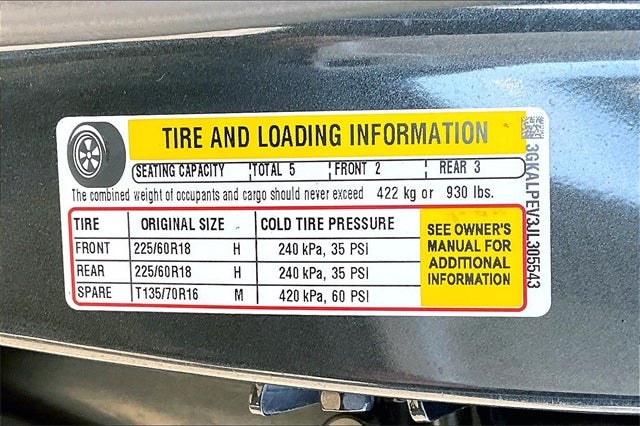 TIRE AND LOADING INFORMATION
SEATING CAPACITY TOTAL 5 FRONT 2 REAR 3
The combined weight of occupants and cargo should never exceed 422 kg or 930 lbs.
TIRE ORIGINAL SIZE COLD TIRE PRESSURE
FRONT 225/60R18 H 240 kPa, 35 PSI
REAR 225/60R18 H 240 kPa, 35 PSI
SPARE T135/70R16 M 420 kPa, 60 PSI
SEE OWNER'S
MANUAL FOR
ADDITIONAL
INFORMATION
3GKALPEV3JL305543